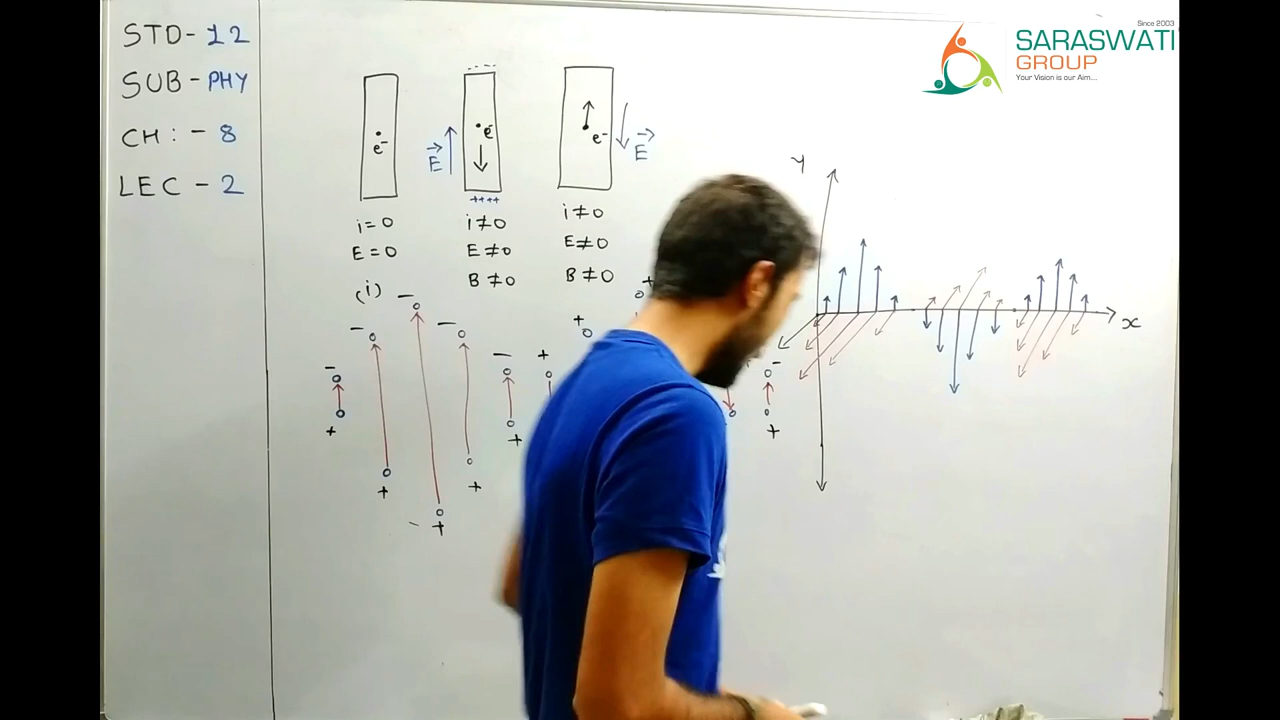 STD-12
SUB-PHY
CH:-8
LEC-2
Since 2003
SARASWATI
GROUP
Your Vision is our Aim...
e⁻
E⃗
e⁻
e⁻
E⃗
++++
i=0
E=0
(i)
i≠0
E≠0
B≠0
i≠0
E≠0
B≠0
Y
x